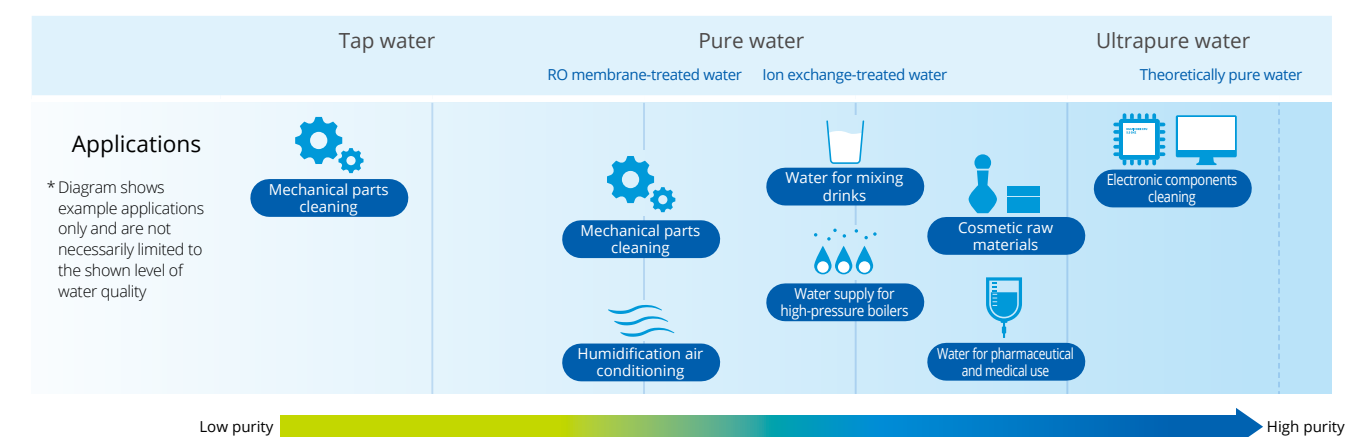 Tap water
Pure water
Ultrapure water
RO membrane-treated water
Ion exchange-treated water
Theoretically pure water
Applications
* Diagram shows
example applications
only and are not
necessarily limited to
the shown level of
water quality
Mechanical parts
cleaning
Mechanical parts
cleaning
Humidification air
conditioning
Water for mixing
drinks
Water supply for
high-pressure boilers
Cosmetic raw
materials
Water for pharmaceutical
and medical use
Electronic components
cleaning
Low purity
High purity